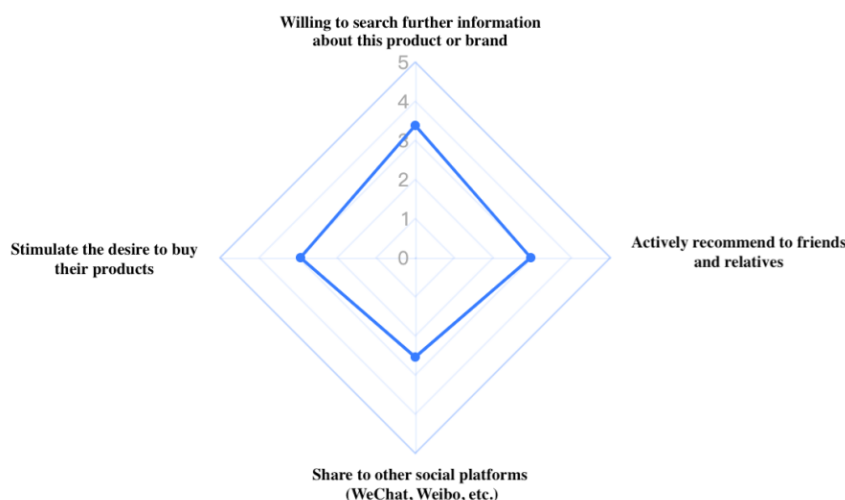 Willing to search further information
about this product or brand
5
4
3
2
1
0
Stimulate the desire to buy
their products
Actively recommend to friends
and relatives
Share to other social platforms
(WeChat, Weibo, etc.)